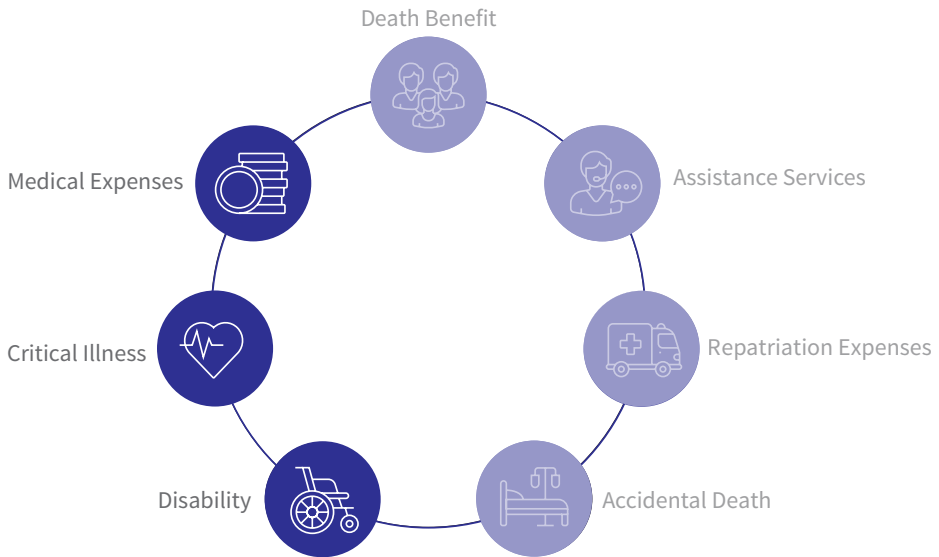 Death Benefit
Medical Expenses
Assistance Services
Critical Illness
Repatriation Expenses
Disability
Accidental Death